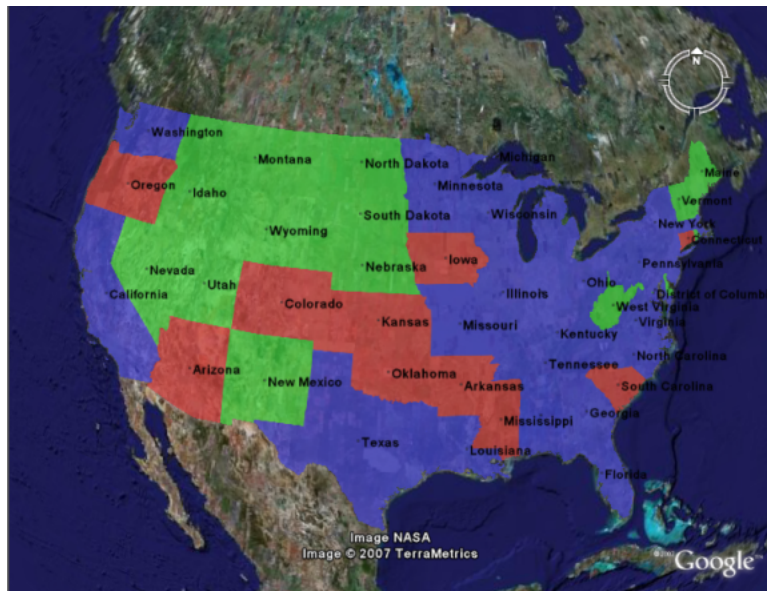 N
Washington
Michigan
Montana
North Dakota
Maine
Oregon
Idaho
Minnesota
Vermont
South Dakota
Wisconsin
New York
Wyoming
Connecticut
Nebraska
Iowa
Pennsylvania
Nevada
Utah
Ohio
California
Colorado
Illinois
District of Columbi
West Virginia
Kansas
Missouri
Virginia
Kentucky
North Carolina
Arizona
New Mexico
Oklahoma
Tennessee
Arkansas
South Carolina
Mississippi
Georgia
Texas
Louisiana
Florida
Image NASA
Image © 2007 TerraMetrics
Google